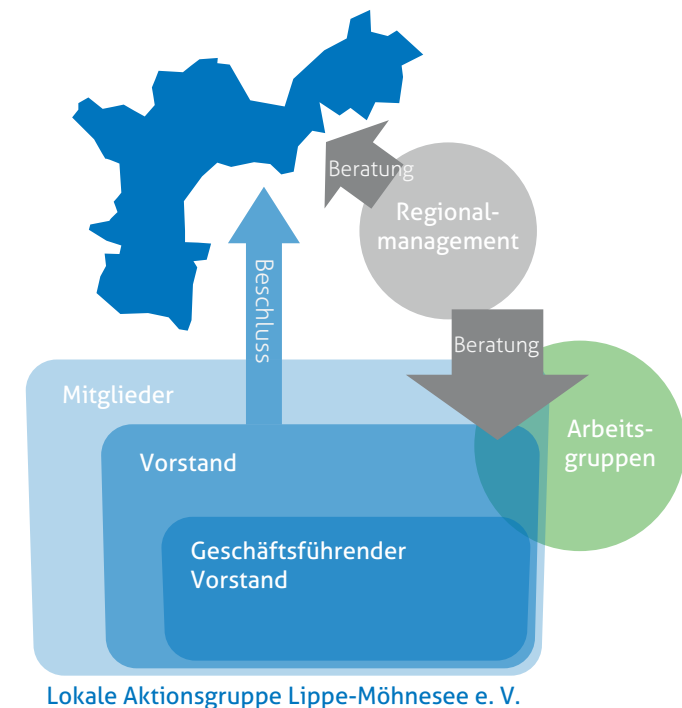 Beratung
Regional-
management
Beschluss
Beratung
Mitglieder
Arbeits-
gruppen
Vorstand
Geschäftsführender
Vorstand
Lokale Aktionsgruppe Lippe-Möhnesee e. V.